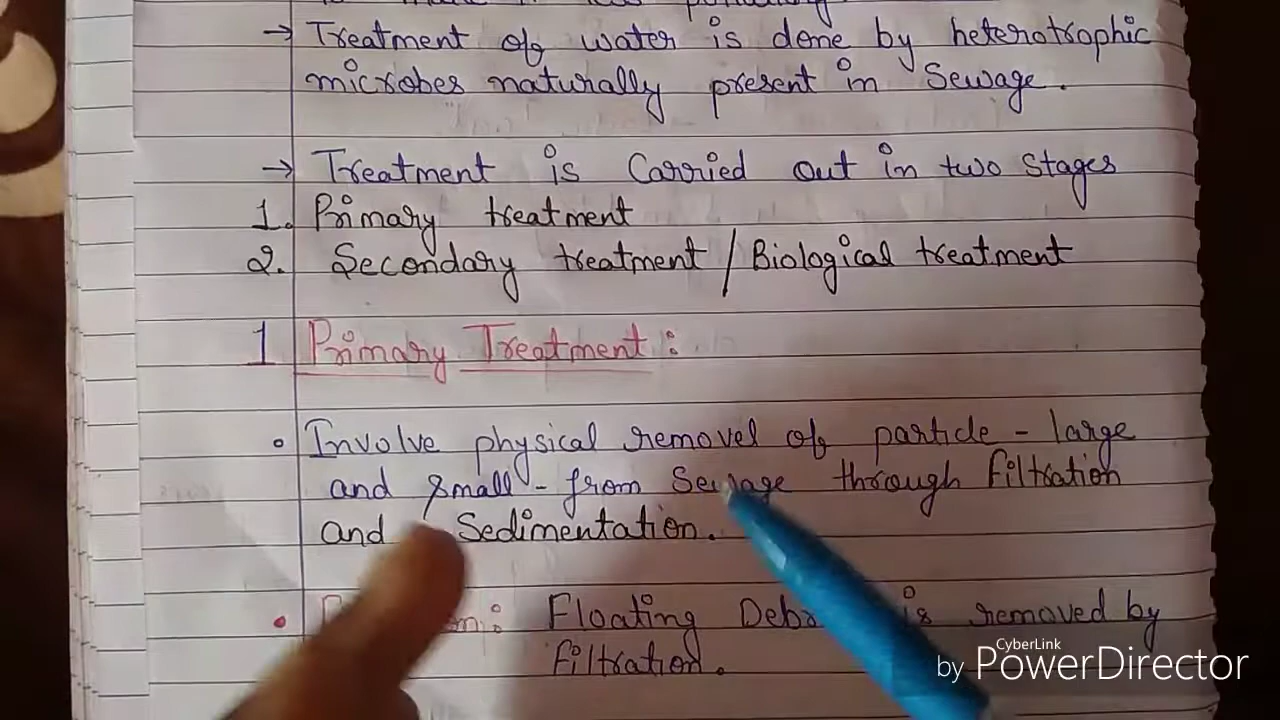 → Treatment of water is done by heterotrophic
microbes naturally present in Sewage.
→ Treatment is Carried out in two Stages
1. Primary treatment
2. Secondary treatment / Biological treatment
1 Primary Treatment :
• Involve physical removel of particle - large
and small - from Sewage through filtration
and Sedimentation.
• Floating is removed by
filtration.
CyberLink
by PowerDirector